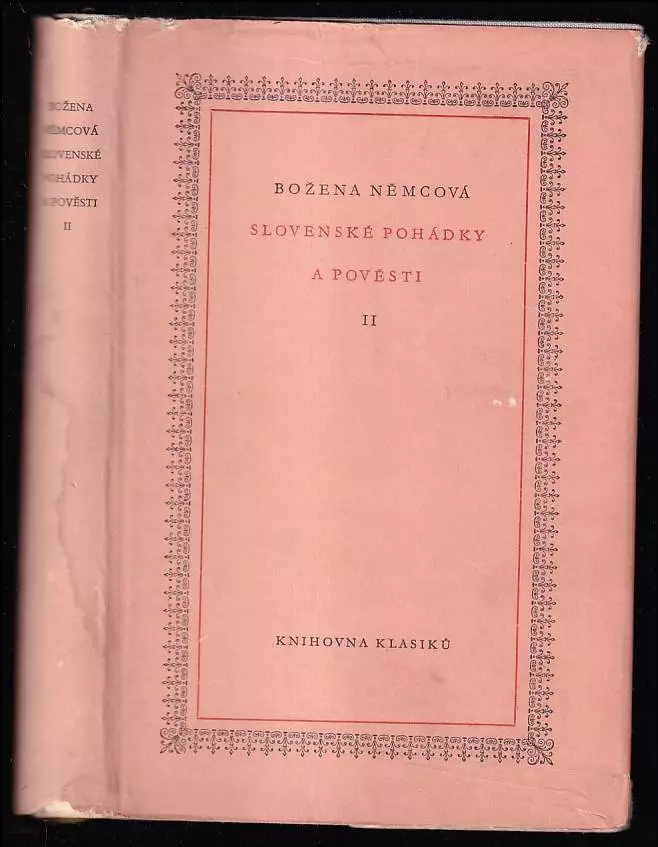 BOŽENA
NĚMCOVÁ
SLOVENSKÉ
POHÁDKY
A POVĚSTI
II
BOŽENA NĚMCOVÁ
SLOVENSKÉ POHÁDKY
A POVĚSTI
II
KNIHOVNA KLASIKŮ